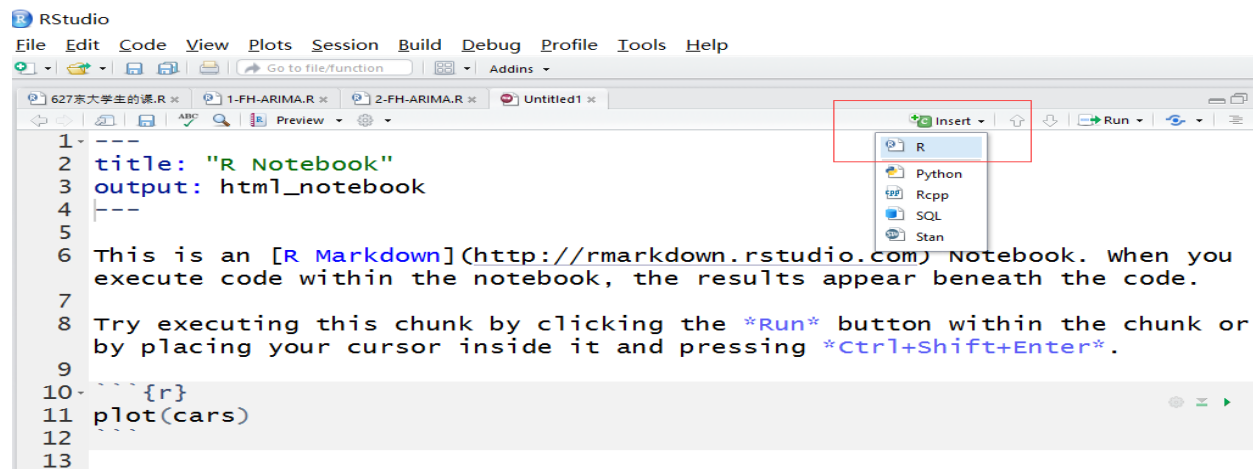 RStudio
File Edit Code View Plots Session Build Debug Profile Tools Help
Go to file/function Addins
627东大学生的课.R × 1-FH-ARIMA.R × 2-FH-ARIMA.R × Untitled1 ×
ABC Preview Insert Run
R
Python
Rcpp
SQL
Stan
1 ---
2 title: "R Notebook"
3 output: html_notebook
4 ---
5
6 This is an [R Markdown](http://rmarkdown.rstudio.com) Notebook. When you
execute code within the notebook, the results appear beneath the code.
7
8 Try executing this chunk by clicking the *Run* button within the chunk or
by placing your cursor inside it and pressing *Ctrl+Shift+Enter*.
9
10 ```{r}
11 plot(cars)
12 ```
13